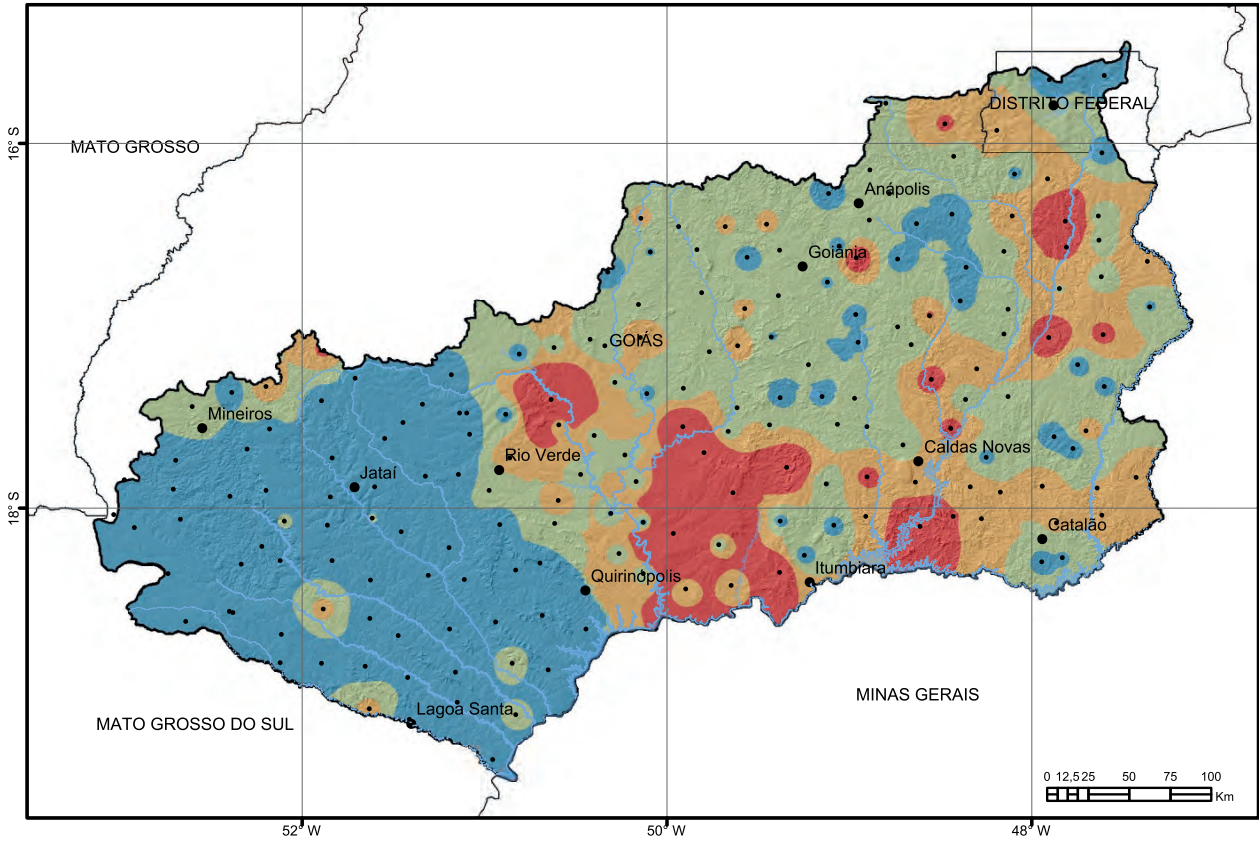 DISTRITO FEDERAL
16° S
MATO GROSSO
Anápolis
Goiânia
GOIÁS
Mineiros
Caldas Novas
Rio Verde
Jataí
18° S
Catalão
Itumbiara
Quirinópolis
MINAS GERAIS
Lagoa Santa
MATO GROSSO DO SUL
0 12,5 25 50 75 100
Km
52° W 50° W 48° W